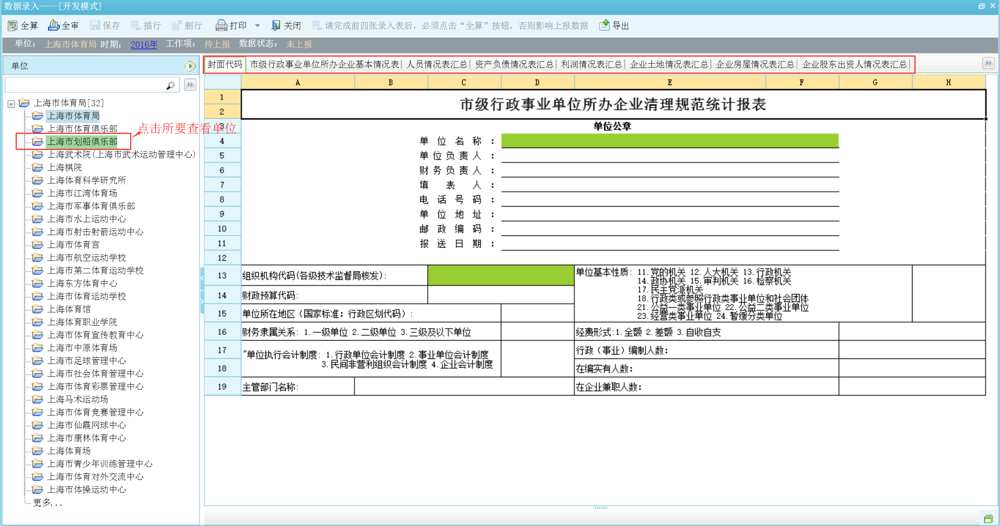 数据录入----[开发模式]
全算 全审 保存 插行 删行 打印 关闭 请完成前四张录入表后，必须点击“全算”按钮，否则影响上报数据 导出
单位： 上海市体育局 时期： 2016年 工作项： 待上报 数据状态： 未上报
单位
封面代码 市级行政事业单位所办企业基本情况表 人员情况表汇总 资产负债情况表汇总 利润情况表汇总 企业土地情况表汇总 企业房屋情况表汇总 企业股东出资人情况表汇总
上海市体育局[32]
上海市体育局
上海市体育俱乐部
上海市划船俱乐部
点击所要查看单位
上海武术院(上海市武术运动管理中心)
上海棋院
上海体育科学研究所
上海市江湾体育场
上海市军事体育俱乐部
上海市水上运动中心
上海市射击射箭运动中心
上海市体育宫
上海市航空运动学校
上海市第二体育运动学校
上海东方体育中心
上海市体育运动学校
上海体育馆
上海体育职业学院
上海市体育宣传教育中心
上海市中原体育场
上海市足球管理中心
上海市社会体育管理中心
上海市体育彩票管理中心
上海马术运动场
上海市体育竞赛管理中心
上海市仙霞网球中心
上海市康林体育中心
上海体育场
上海市青少年训练管理中心
上海市体育对外交流中心
上海市体操运动中心
更多...
A B C D E F G H
1
2
市级行政事业单位所办企业清理规范统计报表
3 单位公章
4 单位名称：
5 单位负责人：
6 财务负责人：
7 填表人：
8 电话号码：
9 单位地址：
10 邮政编码：
11 报送日期：
12
13 组织机构代码(各级技术监督局核发):
单位基本性质: 11.党的机关 12.人大机关 13.行政机关
14.政协机关 15.审判机关 16.检察机关
17.民主党派机关
18.行政类或参照行政类事业单位和社会团体
21.公益一类事业单位 22.公益二类事业单位
23.经营类事业单位 24.暂缓分类单位
14 财政预算代码:
15 单位所在地区（国家标准: 行政区划代码）:
16 财务隶属关系: 1.一级单位 2.二级单位 3.三级及以下单位 经费形式:1.全额 2.差额 3.自收自支
17 "单位执行会计制度: 1.行政单位会计制度 2.事业单位会计制度 行政（事业）编制人数:
18 3.民间非营利组织会计制度 4.企业会计制度 在编实有人数:
19 主管部门名称: 在企业兼职人数: